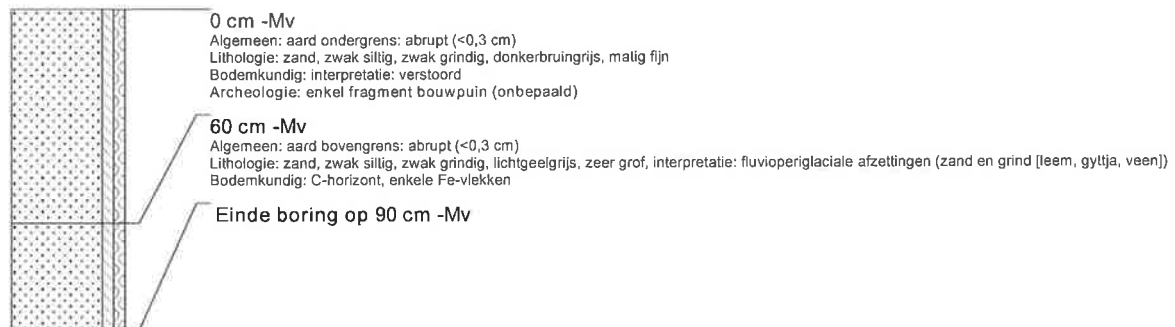 0 cm -Mv
Algemeen: aard ondergrens: abrupt (<0,3 cm)
Lithologie: zand, zwak siltig, zwak grindig, donkerbruingrijs, matig fijn
Bodemkundig: interpretatie: verstoord
Archeologie: enkel fragment bouwpuin (onbepaald)
60 cm -Mv
Algemeen: aard bovengrens: abrupt (<0,3 cm)
Lithologie: zand, zwak siltig, zwak grindig, lichtgeelgrijs, zeer grof, interpretatie: fluvioperiglaciale afzettingen (zand en grind [leem, gyttja, veen])
Bodemkundig: C-horizont, enkele Fe-vlekken
Einde boring op 90 cm -Mv